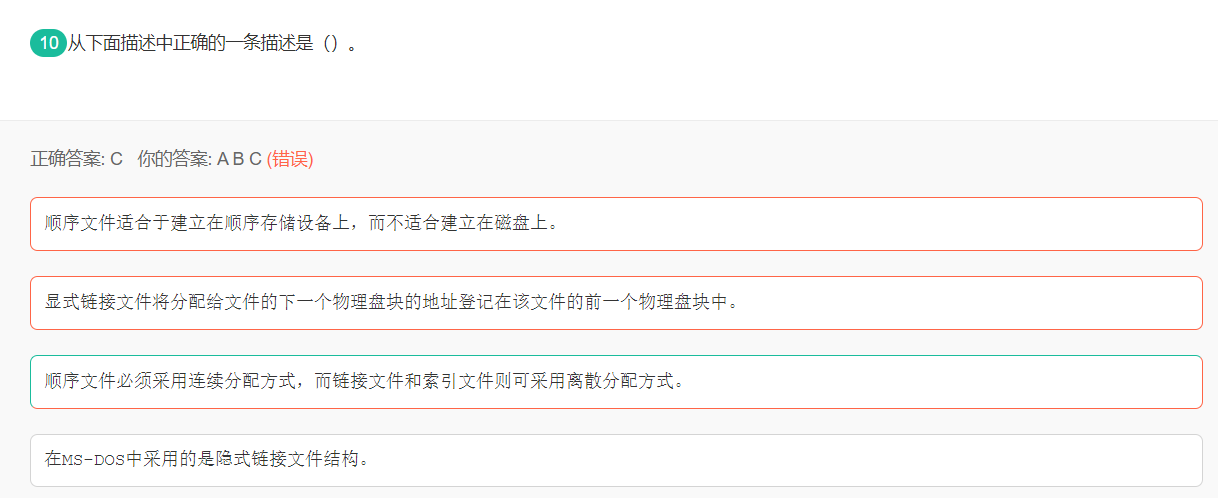 10 从下面描述中正确的一条描述是（）。
正确答案: C 你的答案: A B C (错误)
顺序文件适合于建立在顺序存储设备上，而不适合建立在磁盘上。
显式链接文件将分配给文件的下一个物理盘块的地址登记在该文件的前一个物理盘块中。
顺序文件必须采用连续分配方式，而链接文件和索引文件则可采用离散分配方式。
在MS-DOS中采用的是隐式链接文件结构。